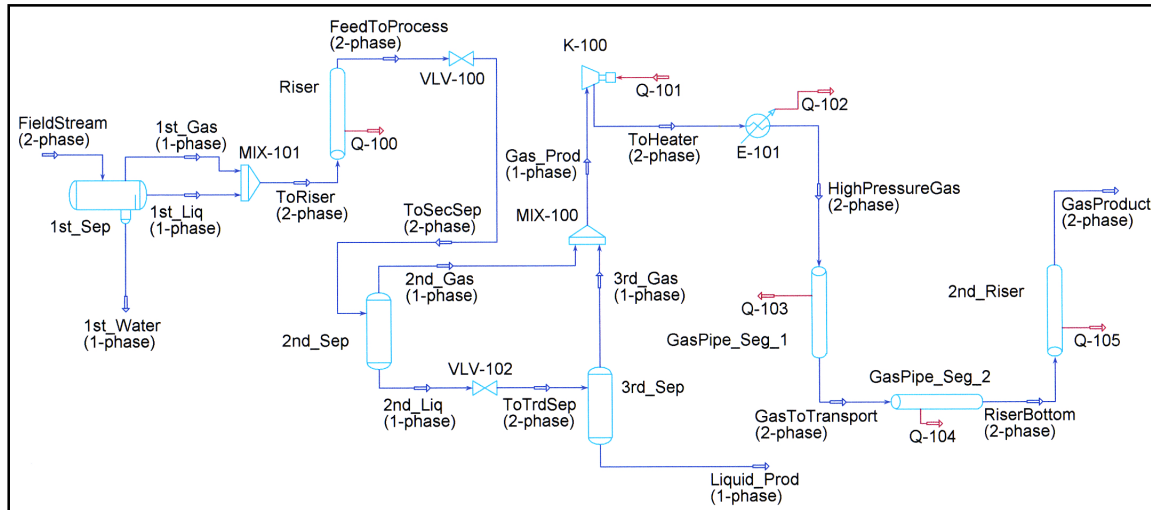 FeedToProcess
(2-phase)
VLV-100
Riser
Q-100
FieldStream
(2-phase)
1st_Gas
(1-phase)
MIX-101
1st_Liq
(1-phase)
ToRiser
(2-phase)
1st_Sep
1st_Water
(1-phase)
K-100
Q-101
Q-102
ToHeater
(2-phase)
E-101
Gas_Prod
(1-phase)
MIX-100
HighPressureGas
(2-phase)
ToSecSep
(2-phase)
2nd_Gas
(1-phase)
3rd_Gas
(1-phase)
2nd_Sep
VLV-102
2nd_Liq
(1-phase)
ToTrdSep
(2-phase)
3rd_Sep
Liquid_Prod
(1-phase)
Q-103
GasPipe_Seg_1
GasToTransport
(2-phase)
GasPipe_Seg_2
Q-104
RiserBottom
(2-phase)
2nd_Riser
Q-105
GasProduct
(2-phase)